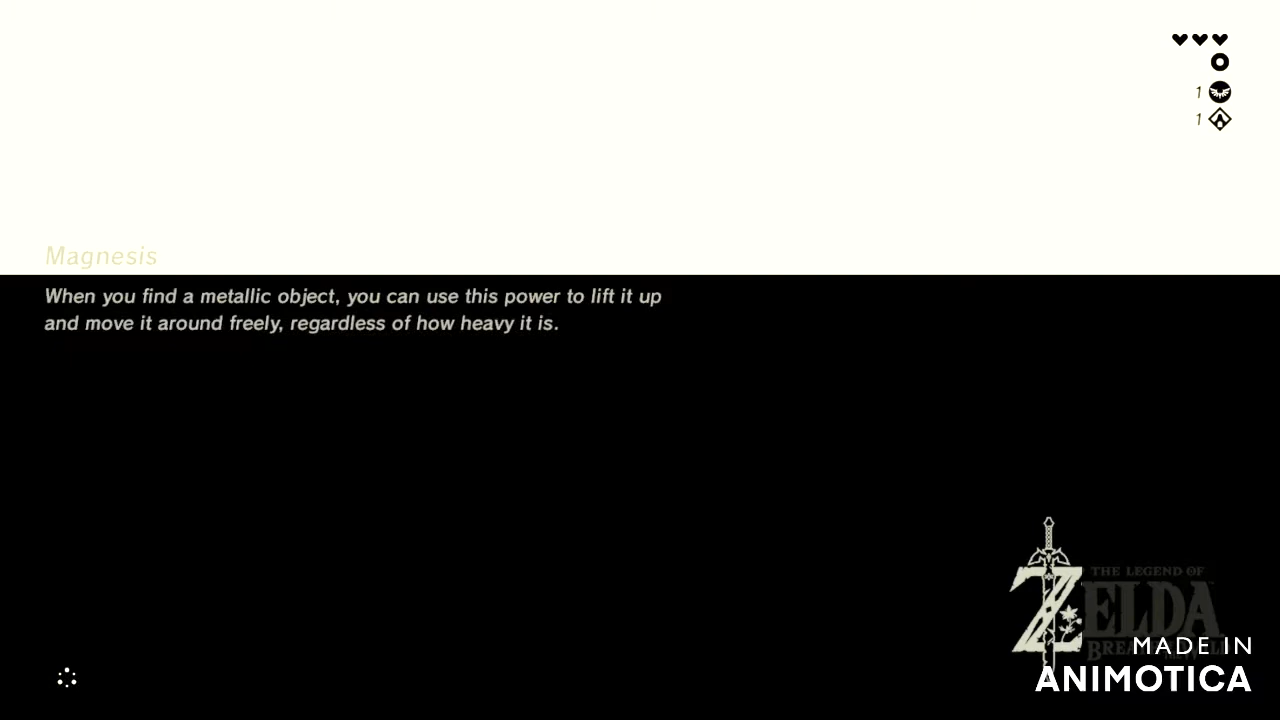 1
1
Magnesis
When you find a metallic object, you can use this power to lift it up
and move it around freely, regardless of how heavy it is.
THE LEGEND OF
ZELDA
MADE IN
ANIMOTICA